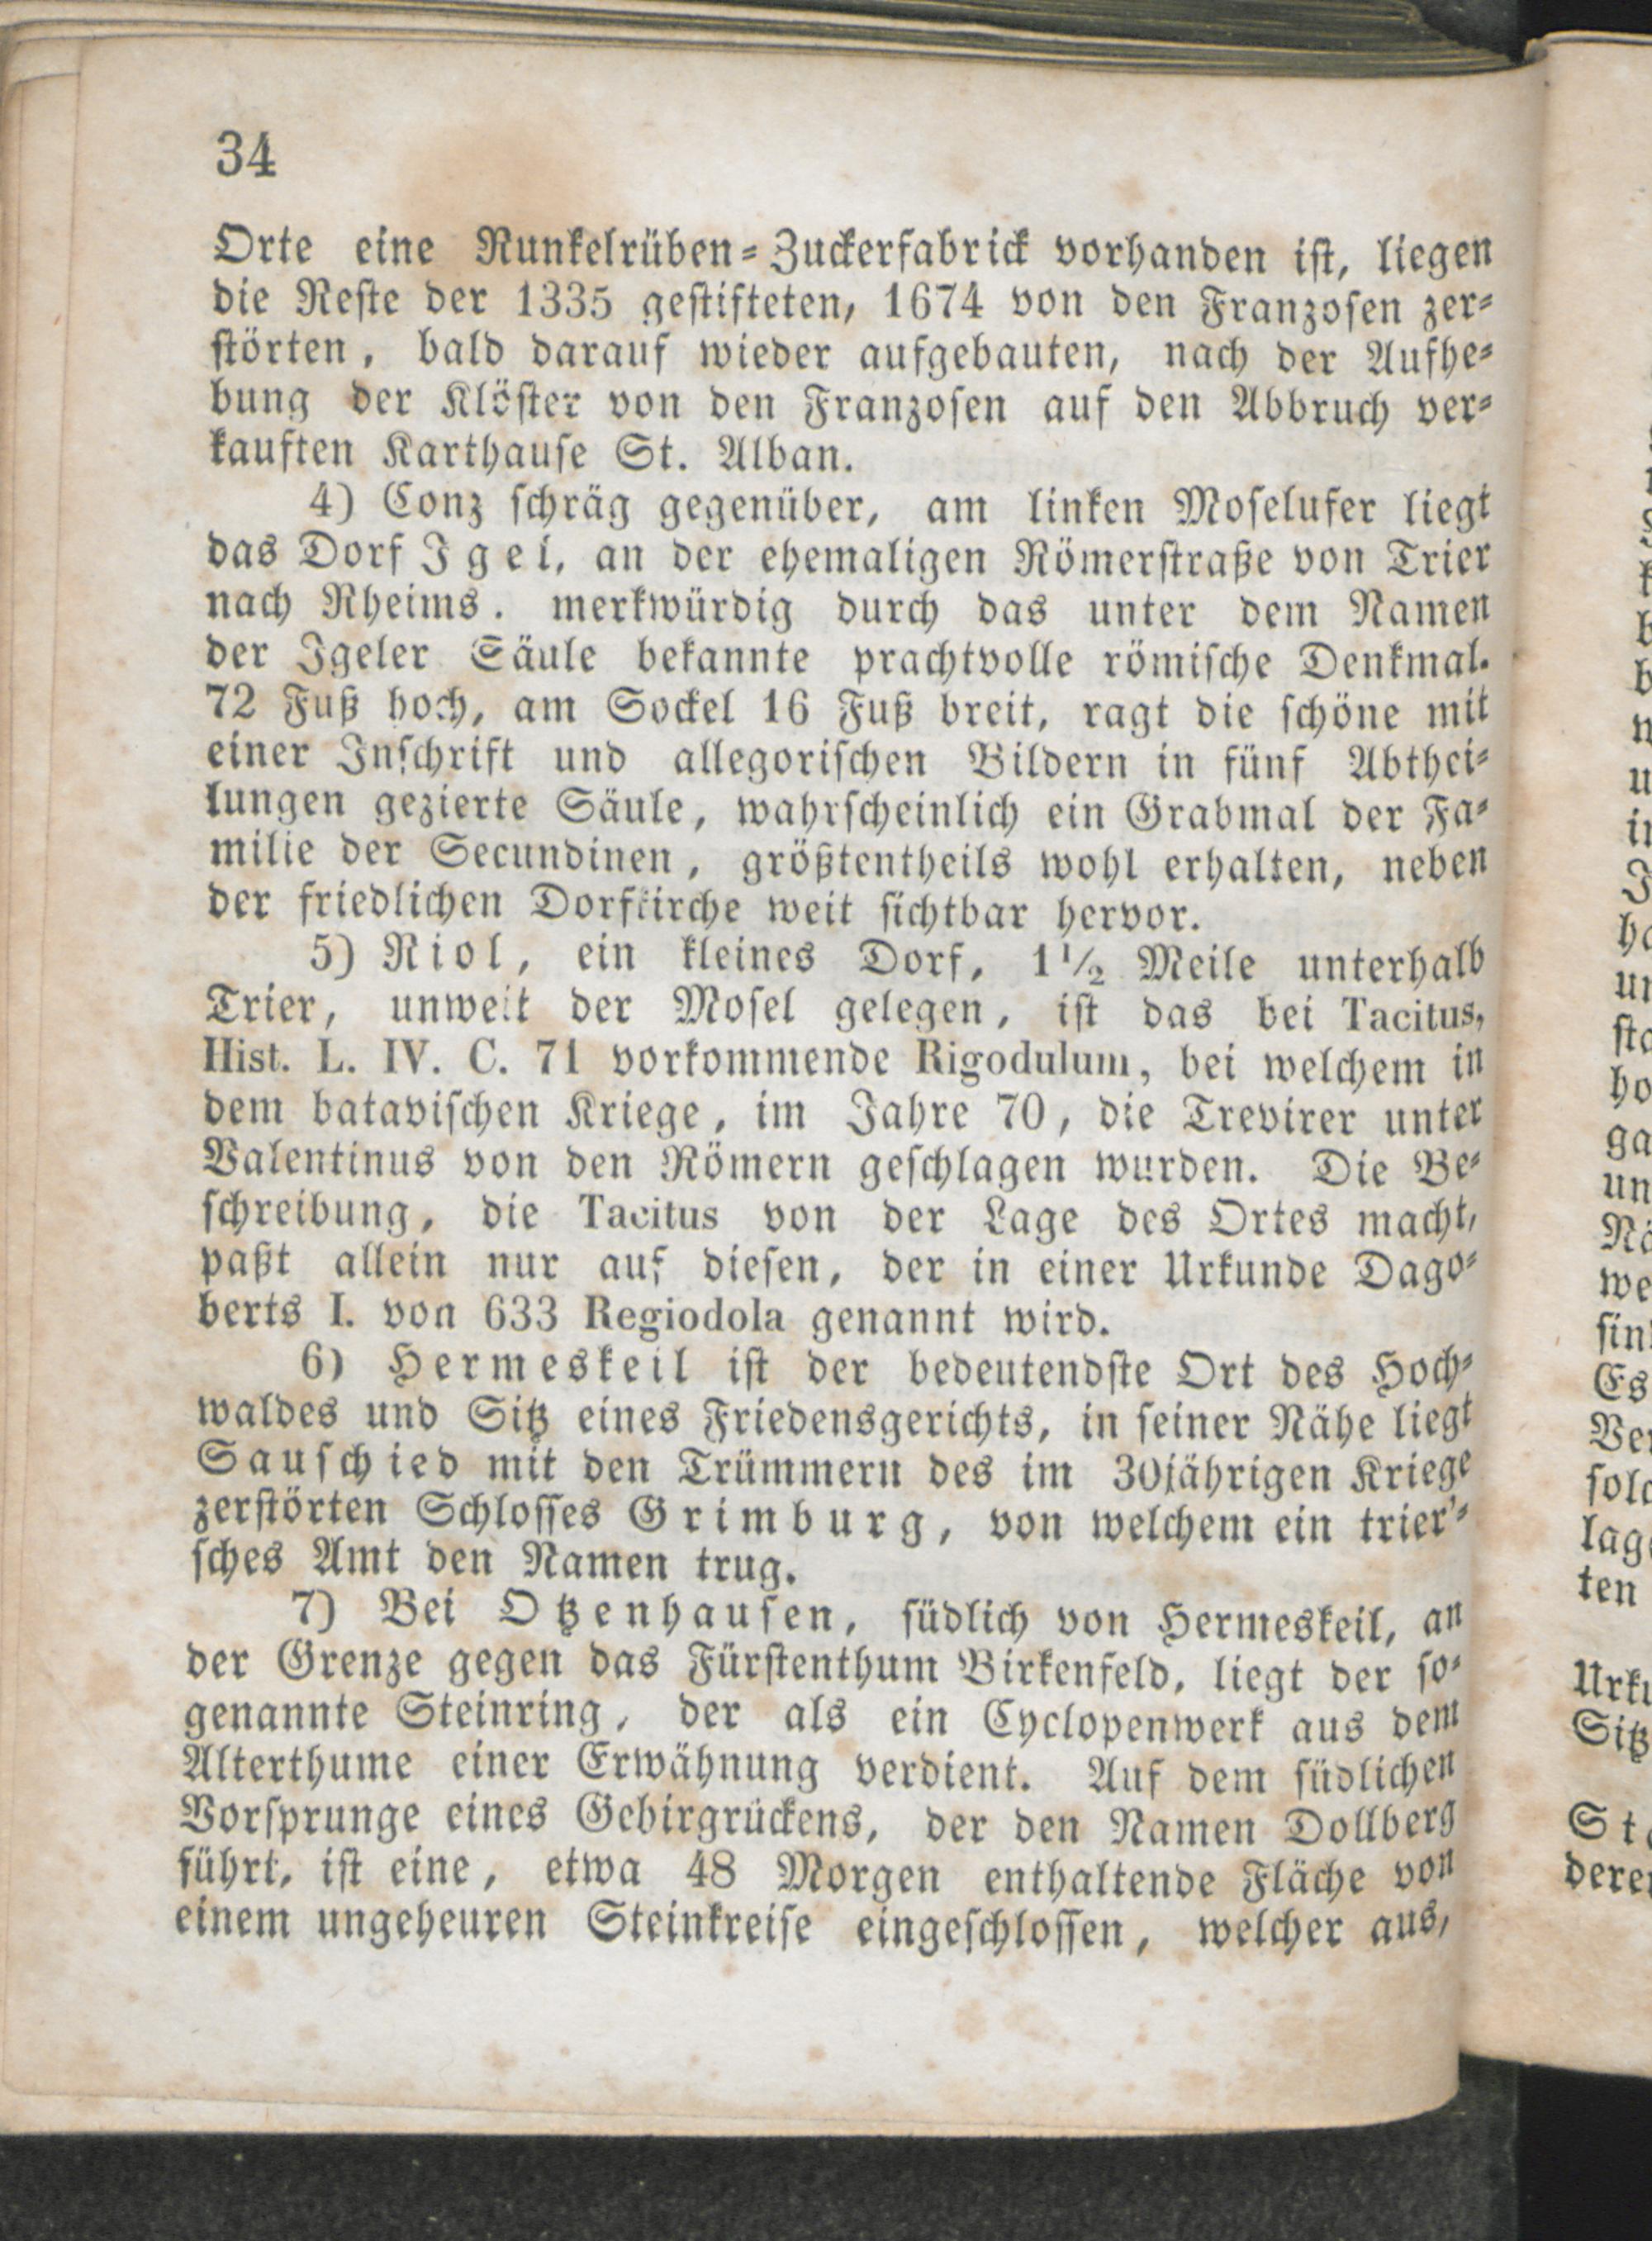 34
Orte eine Runkelrüben-Zuckerfabrick vorhanden ist, liegen
die Reste der 1335 gestifteten, 1674 von den Franzosen zer-
störten, bald darauf wieder aufgebauten, nach der Aufhe-
bung der Klöster von den Franzosen auf den Abbruch ver-
kauften Karthause St. Alban.
4) Conz schräg gegenüber, am linken Moselufer liegt
das Dorf Igel, an der ehemaligen Römerstraße von Trier
nach Rheims. merkwürdig durch das unter dem Namen
der Igeler Säule bekannte prachtvolle römische Denkmal.
72 Fuß hoch, am Sockel 16 Fuß breit, ragt die schöne mit
einer Inschrift und allegorischen Bildern in fünf Abthei-
lungen gezierte Säule, wahrscheinlich ein Grabmal der Fa-
milie der Secundinen, größtentheils wohl erhalten, neben
der friedlichen Dorfkirche weit sichtbar hervor.
5) Riol, ein kleines Dorf, 1 1/2 Meile unterhalb
Trier, unweit der Mosel gelegen, ist das bei Tacitus,
Hist. L. IV. C. 71 vorkommende Rigodulum, bei welchem in
dem batavischen Kriege, im Jahre 70, die Trevirer unter
Valentinus von den Römern geschlagen wurden. Die Be-
schreibung, die Tacitus von der Lage des Ortes macht,
paßt allein nur auf diesen, der in einer Urkunde Dago-
berts I. von 633 Regiodola genannt wird.
6) Hermeskeil ist der bedeutendste Ort des Hoch-
waldes und Sitz eines Friedensgerichts, in seiner Nähe liegt
Sauschied mit den Trümmern des im 30jährigen Kriege
zerstörten Schlosses Grimburg, von welchem ein trier'-
sches Amt den Namen trug.
7) Bei Otzenhausen, südlich von Hermeskeil, an
der Grenze gegen das Fürstenthum Birkenfeld, liegt der so-
genannte Steinring, der als ein Cyclopenwerk aus dem
Alterthume einer Erwähnung verdient. Auf dem südlichen
Vorsprunge eines Gebirgrückens, der den Namen Dollberg
führt, ist eine, etwa 48 Morgen enthaltende Fläche von
einem ungeheuren Steinkreise eingeschlossen, welcher aus,